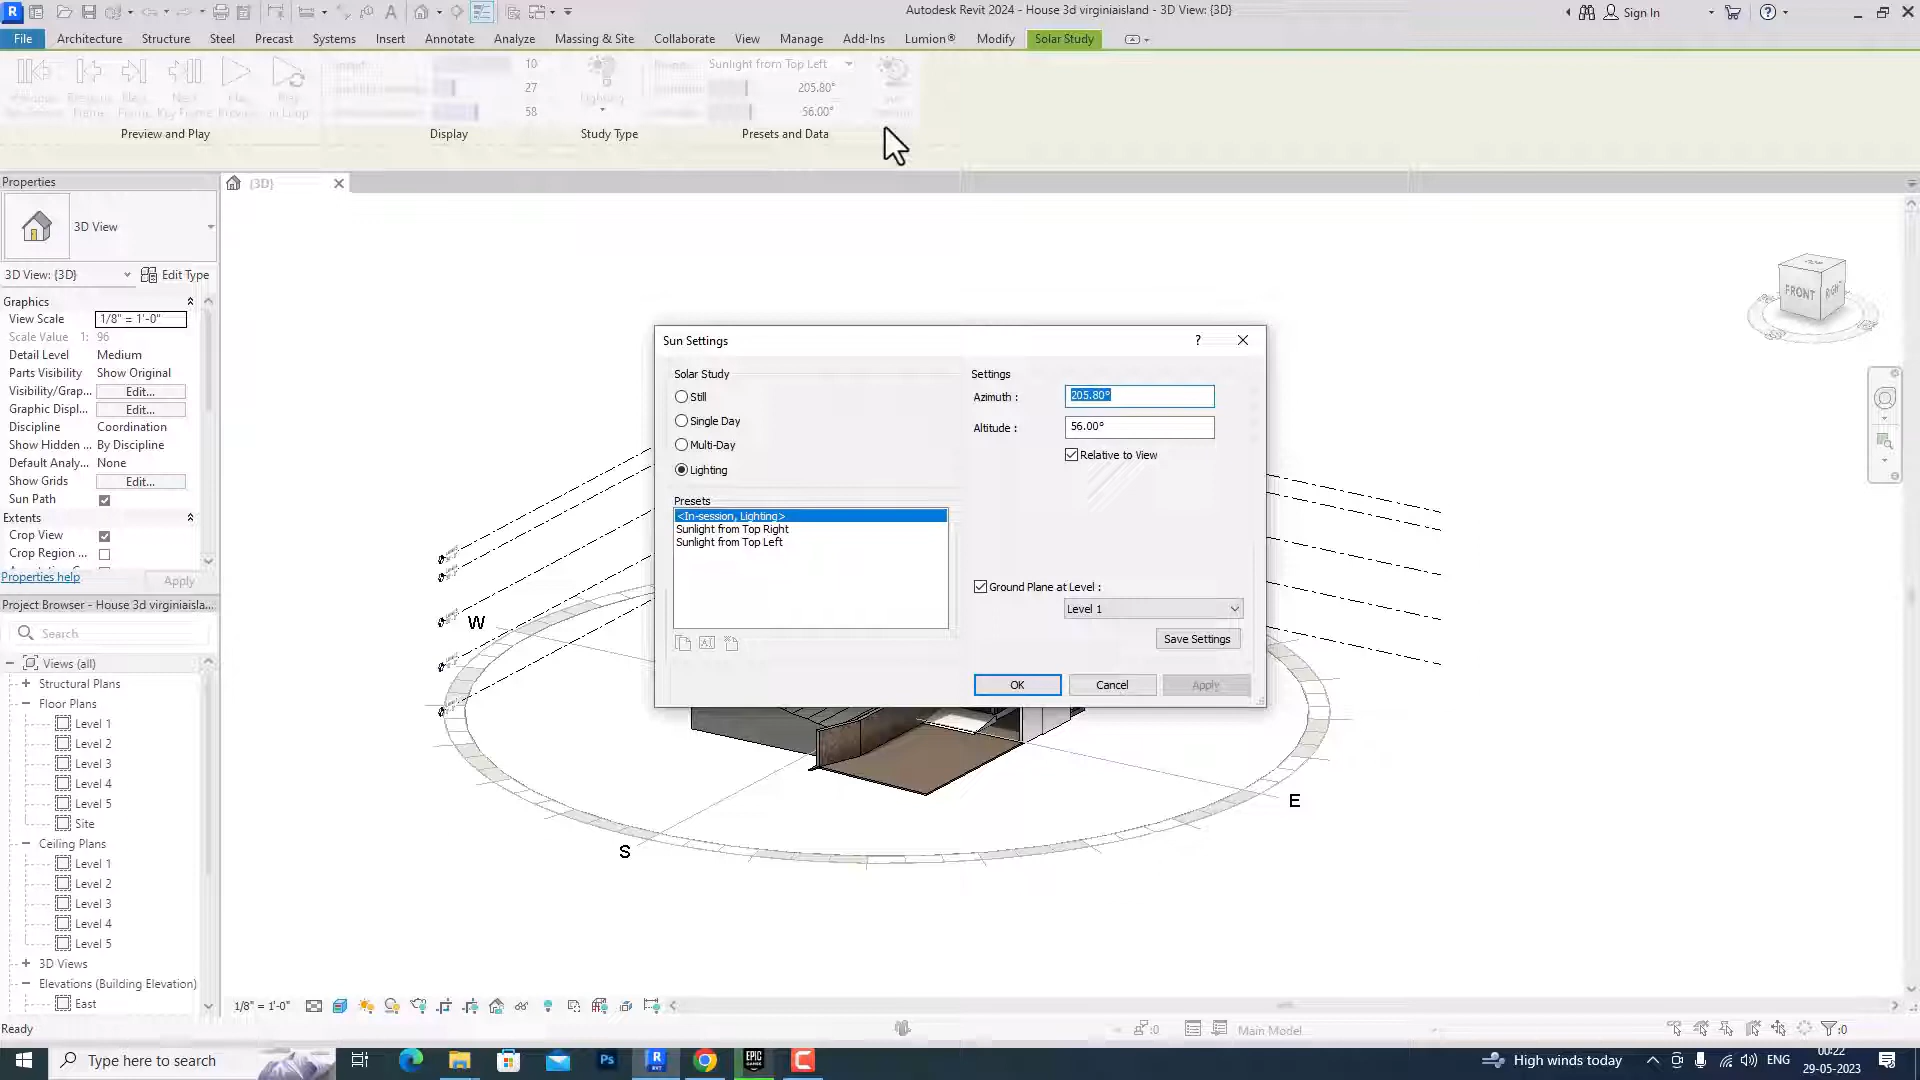 Autodesk Revit 2024 - House 3d virginiaisland - 3D View: {3D}
Sign In
File Architecture Structure Steel Precast Systems Insert Annotate Analyze Massing & Site Collaborate View Manage Add-Ins Lumion® Modify Solar Study
10
27
58
Lighting
Sunlight from Top Left
205.80°
56.00°
Preview and Play
Display
Study Type
Presets and Data
Properties
{3D}
3D View
3D View: {3D}
Edit Type
Graphics
View Scale 1/8" = 1'-0"
Scale Value 1: 96
Detail Level Medium
Parts Visibility Show Original
Visibility/Grap... Edit...
Graphic Displ... Edit...
Discipline Coordination
Show Hidden ... By Discipline
Default Analy... None
Show Grids Edit...
Sun Path
Extents
Crop View
Crop Region ...
Properties help
Apply
Project Browser - House 3d virginiaisla...
Search
Views (all)
Structural Plans
Floor Plans
Level 1
Level 2
Level 3
Level 4
Level 5
Site
Ceiling Plans
Level 1
Level 2
Level 3
Level 4
Level 5
3D Views
Elevations (Building Elevation)
East
TOP
FRONT
RIGHT
W
S
E
Sun Settings
?
Solar Study
Still
Single Day
Multi-Day
Lighting
Presets
<In-session, Lighting>
Sunlight from Top Right
Sunlight from Top Left
Settings
Azimuth : 205.80°
Altitude : 56.00°
Relative to View
Ground Plane at Level :
Level 1
Save Settings
OK
Cancel
Apply
1/8" = 1'-0"
Ready
:0
Main Model
:0
Type here to search
Ps
R
RVT
EPIC
GAMES
High winds today
ENG
00:22
29-05-2023